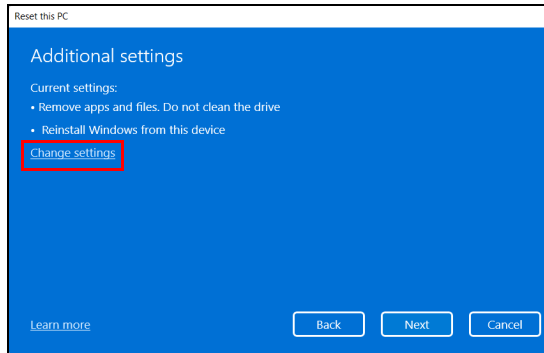 Reset this PC
Additional settings
Current settings:
• Remove apps and files. Do not clean the drive
• Reinstall Windows from this device
Change settings
Learn more
Back
Next
Cancel